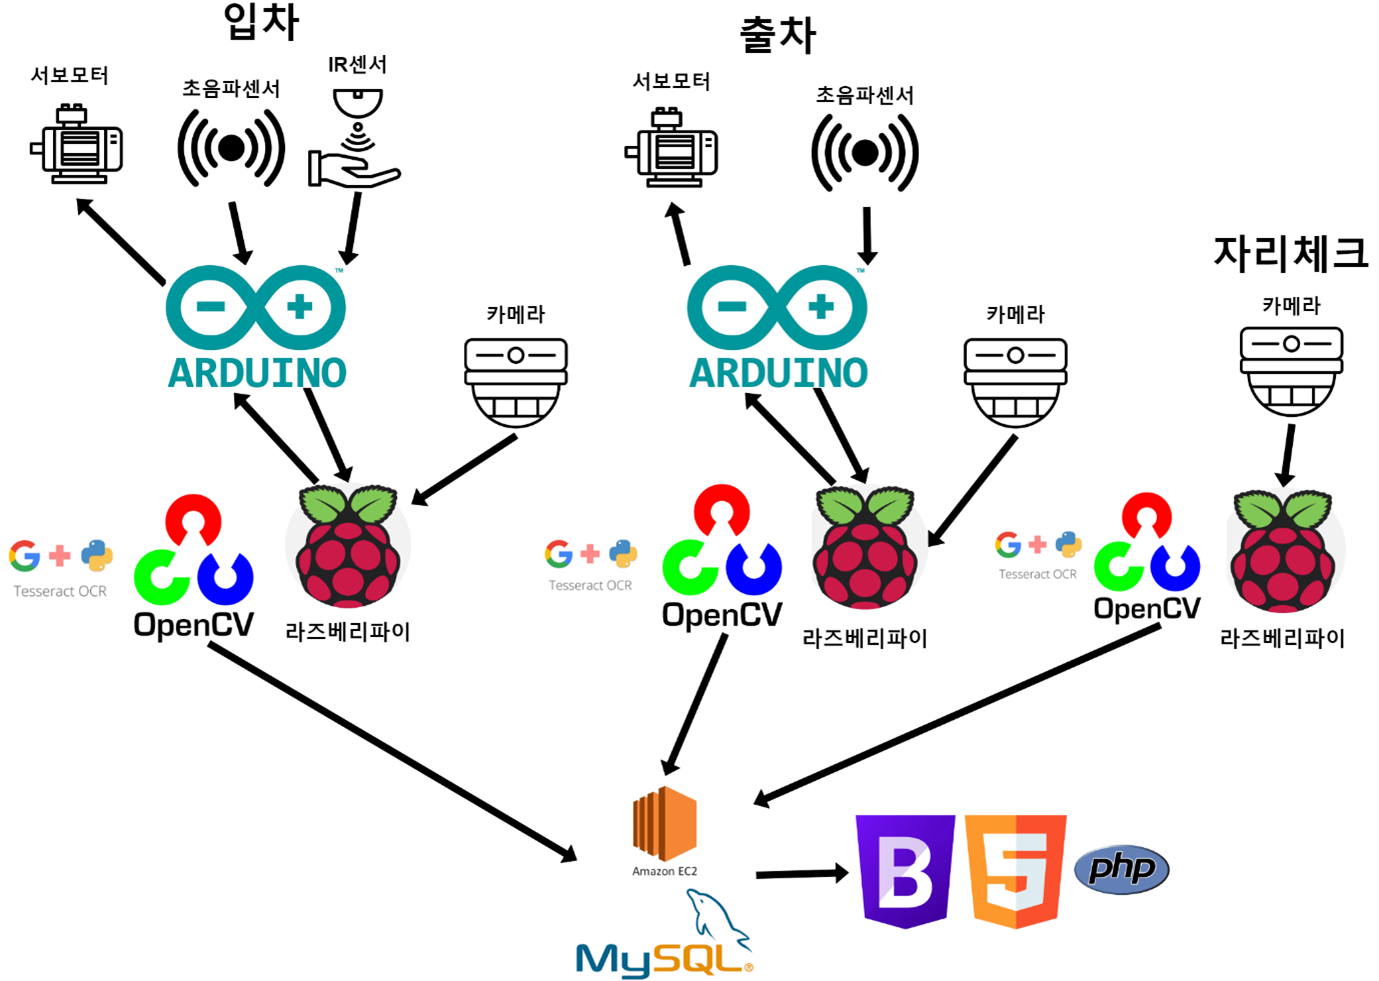 입차
서보모터
초음파센서
IR센서
ARDUINO
카메라
Tesseract OCR
OpenCV
라즈베리파이
출차
서보모터
초음파센서
ARDUINO
카메라
Tesseract OCR
OpenCV
라즈베리파이
자리체크
카메라
Tesseract OCR
OpenCV
라즈베리파이
Amazon EC2
MySQL®
B
5
php